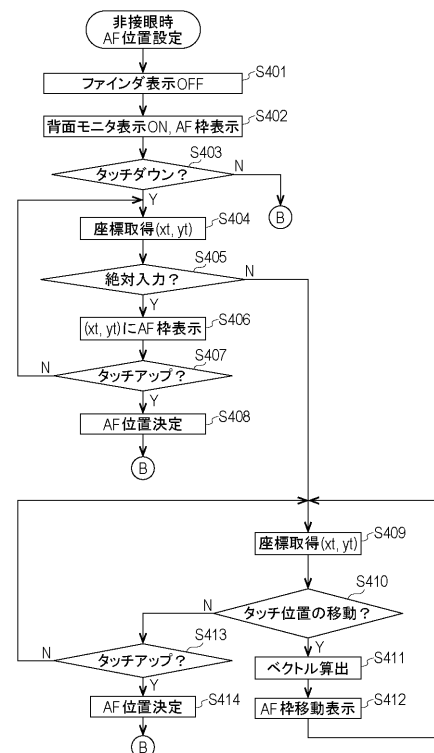 非接眼時
AF位置設定
ファインダ表示OFF
S401
背面モニタ表示ON, AF枠表示
S402
タッチダウン?
S403
N
B
Y
座標取得(xt, yt)
S404
絶対入力?
S405
N
Y
(xt, yt)にAF枠表示
S406
タッチアップ?
S407
N
Y
AF位置決定
S408
B
座標取得(xt, yt)
S409
タッチ位置の移動?
S410
N
Y
ベクトル算出
S411
AF枠移動表示
S412
タッチアップ?
S413
N
Y
AF位置決定
S414
B